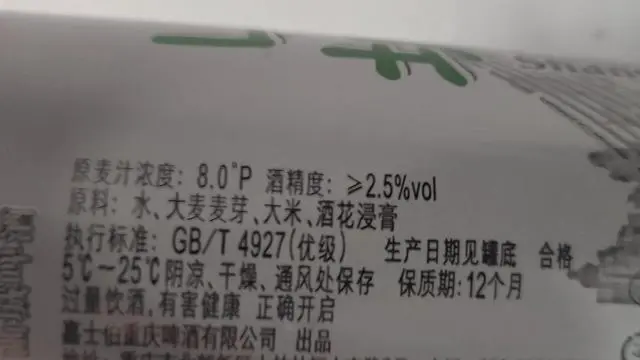 原麦汁浓度: 8.0°P 酒精度: ≥2.5%vol
原料: 水、大麦麦芽、大米、酒花浸膏
执行标准: GB/T 4927(优级) 生产日期见罐底 合格
5℃~25℃阴凉、干燥、通风处保存 保质期:12个月
过量饮酒,有害健康 正确开启
嘉士伯重庆啤酒有限公司 出品